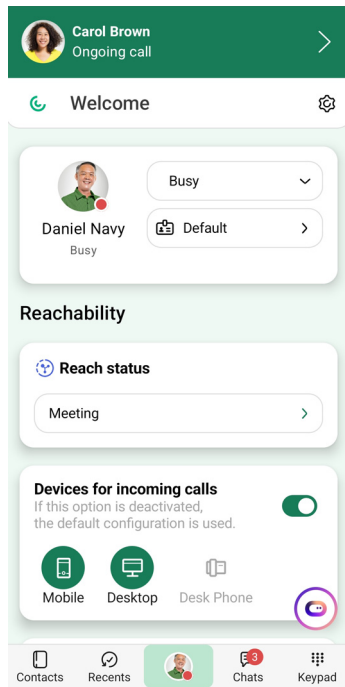 Carol Brown
Ongoing call
Welcome
Busy
Default
Daniel Navy
Busy
Reachability
Reach status
Meeting
Devices for incoming calls
If this option is deactivated,
the default configuration is used.
Mobile Desktop Desk Phone
3
Contacts Recents Chats Keypad